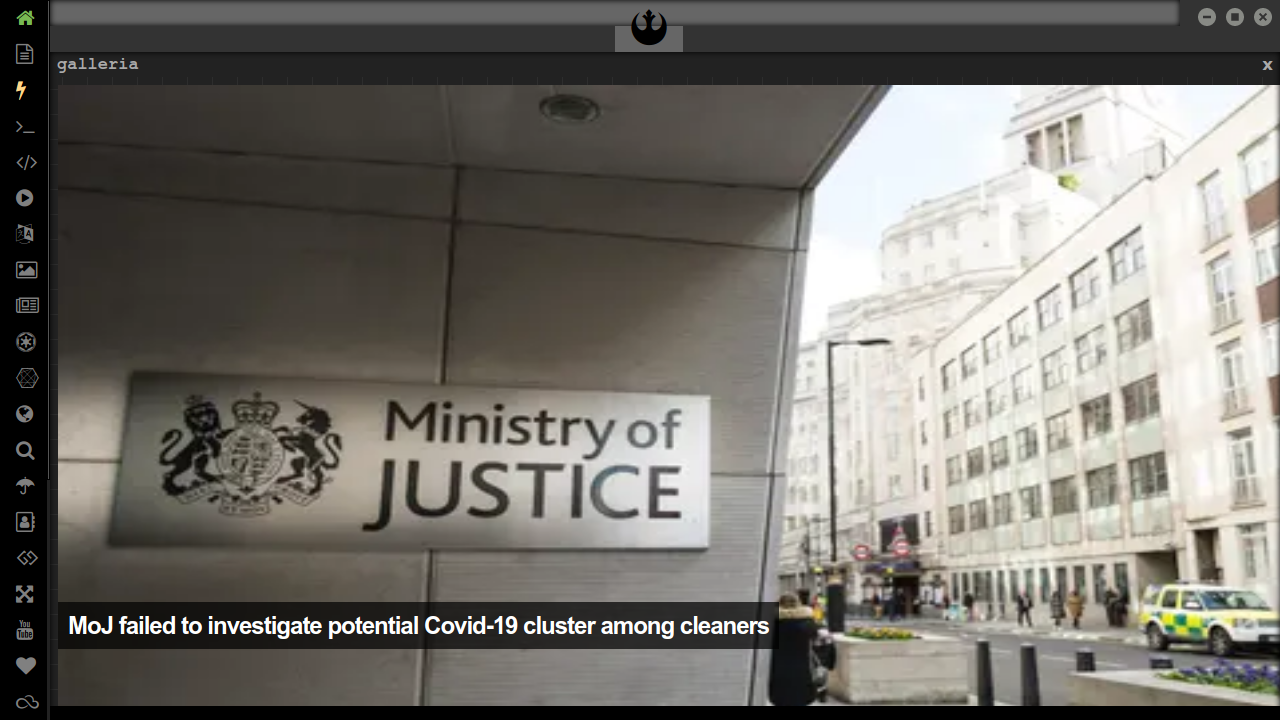 galleria
x
Ministry of
JUSTICE
MoJ failed to investigate potential Covid-19 cluster among cleaners